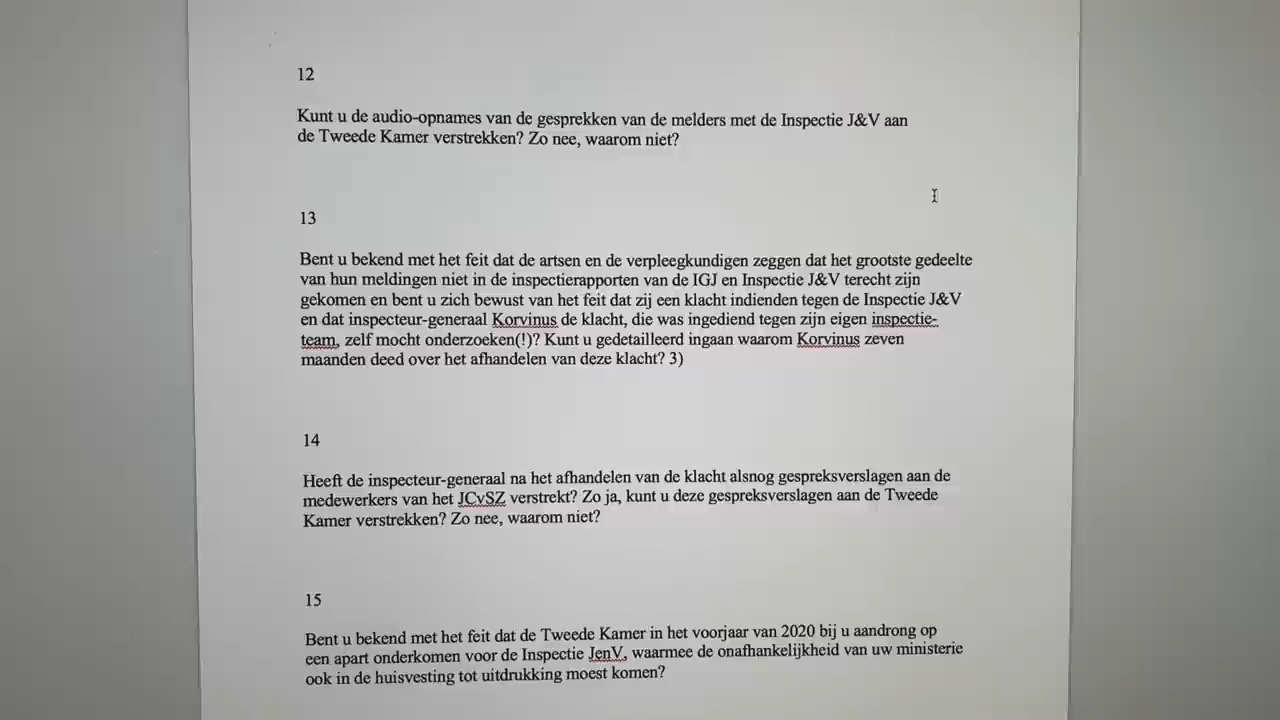 12
Kunt u de audio-opnames van de gesprekken van de melders met de Inspectie J&V aan
de Tweede Kamer verstrekken? Zo nee, waarom niet?
13
Bent u bekend met het feit dat de artsen en de verpleegkundigen zeggen dat het grootste gedeelte
van hun meldingen niet in de inspectierapporten van de IGJ en Inspectie J&V terecht zijn
gekomen en bent u zich bewust van het feit dat zij een klacht indienden tegen de Inspectie J&V
en dat inspecteur-generaal Korvinus de klacht, die was ingediend tegen zijn eigen inspectie-
team, zelf mocht onderzoeken(!)? Kunt u gedetailleerd ingaan waarom Korvinus zeven
maanden deed over het afhandelen van deze klacht? 3)
14
Heeft de inspecteur-generaal na het afhandelen van de klacht alsnog gespreksverslagen aan de
medewerkers van het JCvSZ verstrekt? Zo ja, kunt u deze gespreksverslagen aan de Tweede
Kamer verstrekken? Zo nee, waarom niet?
15
Bent u bekend met het feit dat de Tweede Kamer in het voorjaar van 2020 bij u aandrong op
een apart onderkomen voor de Inspectie JenV, waarmee de onafhankelijkheid van uw ministerie
ook in de huisvesting tot uitdrukking moest komen?